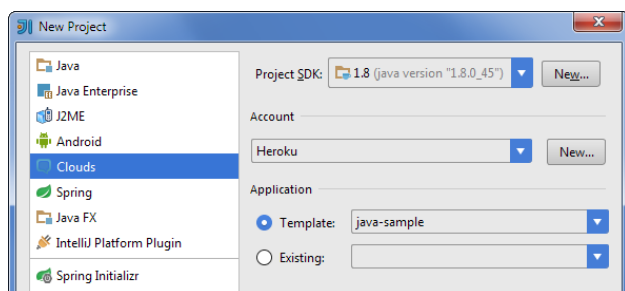 New Project
Java
Java Enterprise
J2ME
Android
Clouds
Spring
Java FX
IntelliJ Platform Plugin
Spring Initializr
Project SDK: 1.8 (java version "1.8.0_45") New...
Account
Heroku New...
Application
Template: java-sample
Existing: